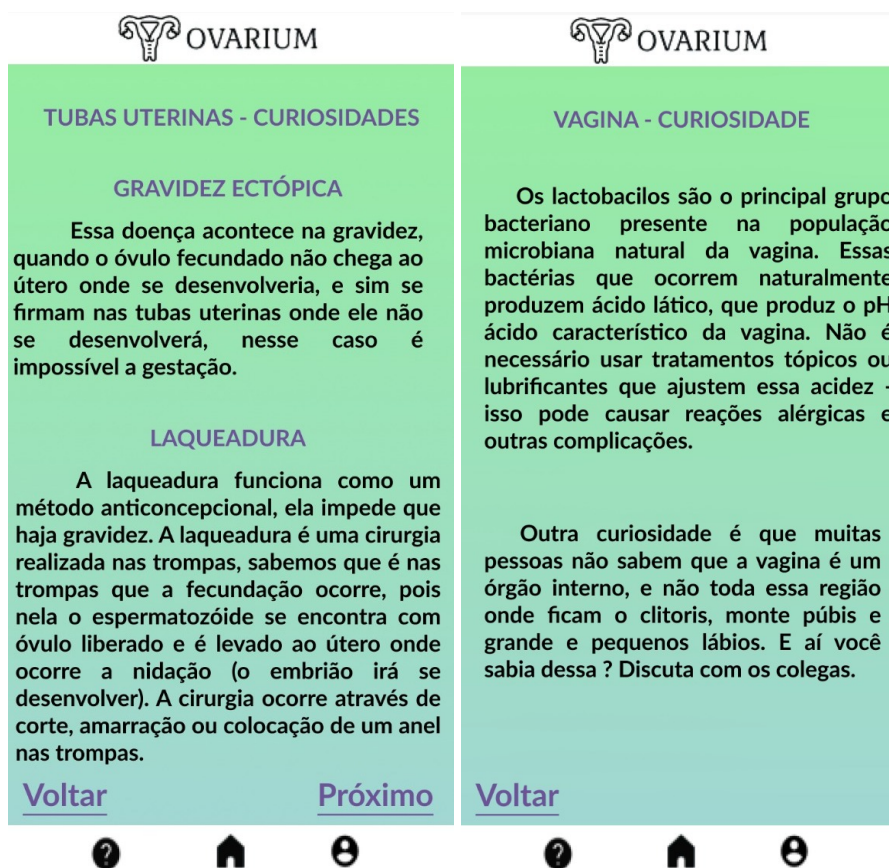 OVARIUM
TUBAS UTERINAS - CURIOSIDADES
GRAVIDEZ ECTÓPICA
Essa doença acontece na gravidez,
quando o óvulo fecundado não chega ao
útero onde se desenvolveria, e sim se
firmam nas tubas uterinas onde ele não
se desenvolverá, nesse caso é
impossível a gestação.
LAQUEADURA
A laqueadura funciona como um
método anticoncepcional, ela impede que
haja gravidez. A laqueadura é uma cirurgia
realizada nas trompas, sabemos que é nas
trompas que a fecundação ocorre, pois
nela o espermatozóide se encontra com
óvulo liberado e é levado ao útero onde
ocorre a nidação (o embrião irá se
desenvolver). A cirurgia ocorre através de
corte, amarração ou colocação de um anel
nas trompas.
Voltar
Próximo
OVARIUM
VAGINA - CURIOSIDADE
Os lactobacilos são o principal grupo
bacteriano presente na população
microbiana natural da vagina. Essas
bactérias que ocorrem naturalmente
produzem ácido lático, que produz o pH
ácido característico da vagina. Não é
necessário usar tratamentos tópicos ou
lubrificantes que ajustem essa acidez -
isso pode causar reações alérgicas e
outras complicações.
Outra curiosidade é que muitas
pessoas não sabem que a vagina é um
órgão interno, e não toda essa região
onde ficam o clitoris, monte púbis e
grande e pequenos lábios. E aí você
sabia dessa ? Discuta com os colegas.
Voltar